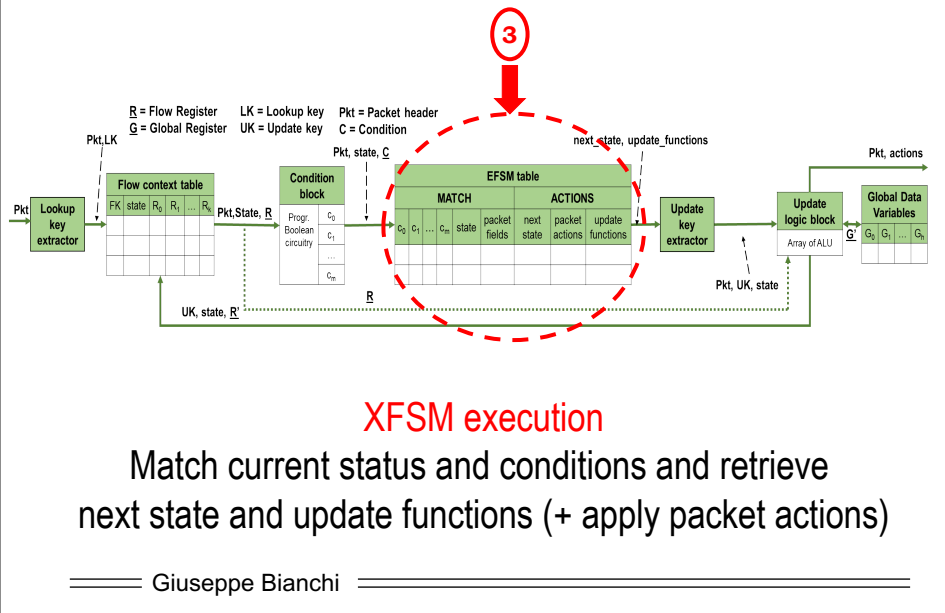 3
R = Flow Register LK = Lookup key Pkt = Packet header
G = Global Register UK = Update key C = Condition
Pkt,LK
Pkt, state, C
next_state, update_functions
Pkt, actions
Pkt
Lookup key extractor
Flow context table
FK state R0 R1 … Rk
Pkt,State, R
Condition block
Progr. Boolean circuitry
c0
c1
…
cm
EFSM table
MATCH ACTIONS
c0 c1 … cm state packet fields next state packet actions update functions
Update key extractor
Update logic block
Array of ALU
G'
Global Data Variables
G0 G1 … Gh
Pkt, UK, state
R
UK, state, R'
XFSM execution
Match current status and conditions and retrieve
next state and update functions (+ apply packet actions)
Giuseppe Bianchi